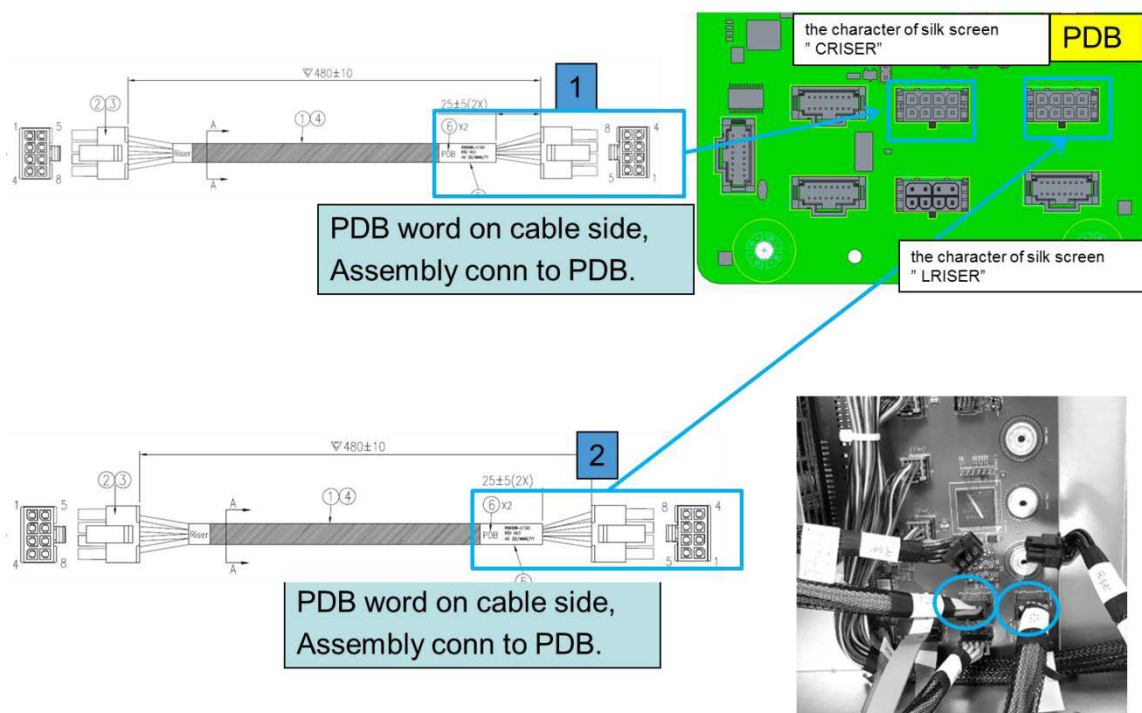 the character of silk screen
” CRISER”
PDB
▽480±10
25±5(2X)
1
②③
①④
⑥X2
PDB
Riser
A
A
1
5
4
8
8
4
5
1
PDB word on cable side,
Assembly conn to PDB.
the character of silk screen
” LRISER”
▽480±10
25±5(2X)
2
②③
①④
⑥X2
PDB
Riser
A
A
1
5
4
8
8
4
5
1
PDB word on cable side,
Assembly conn to PDB.
Riser